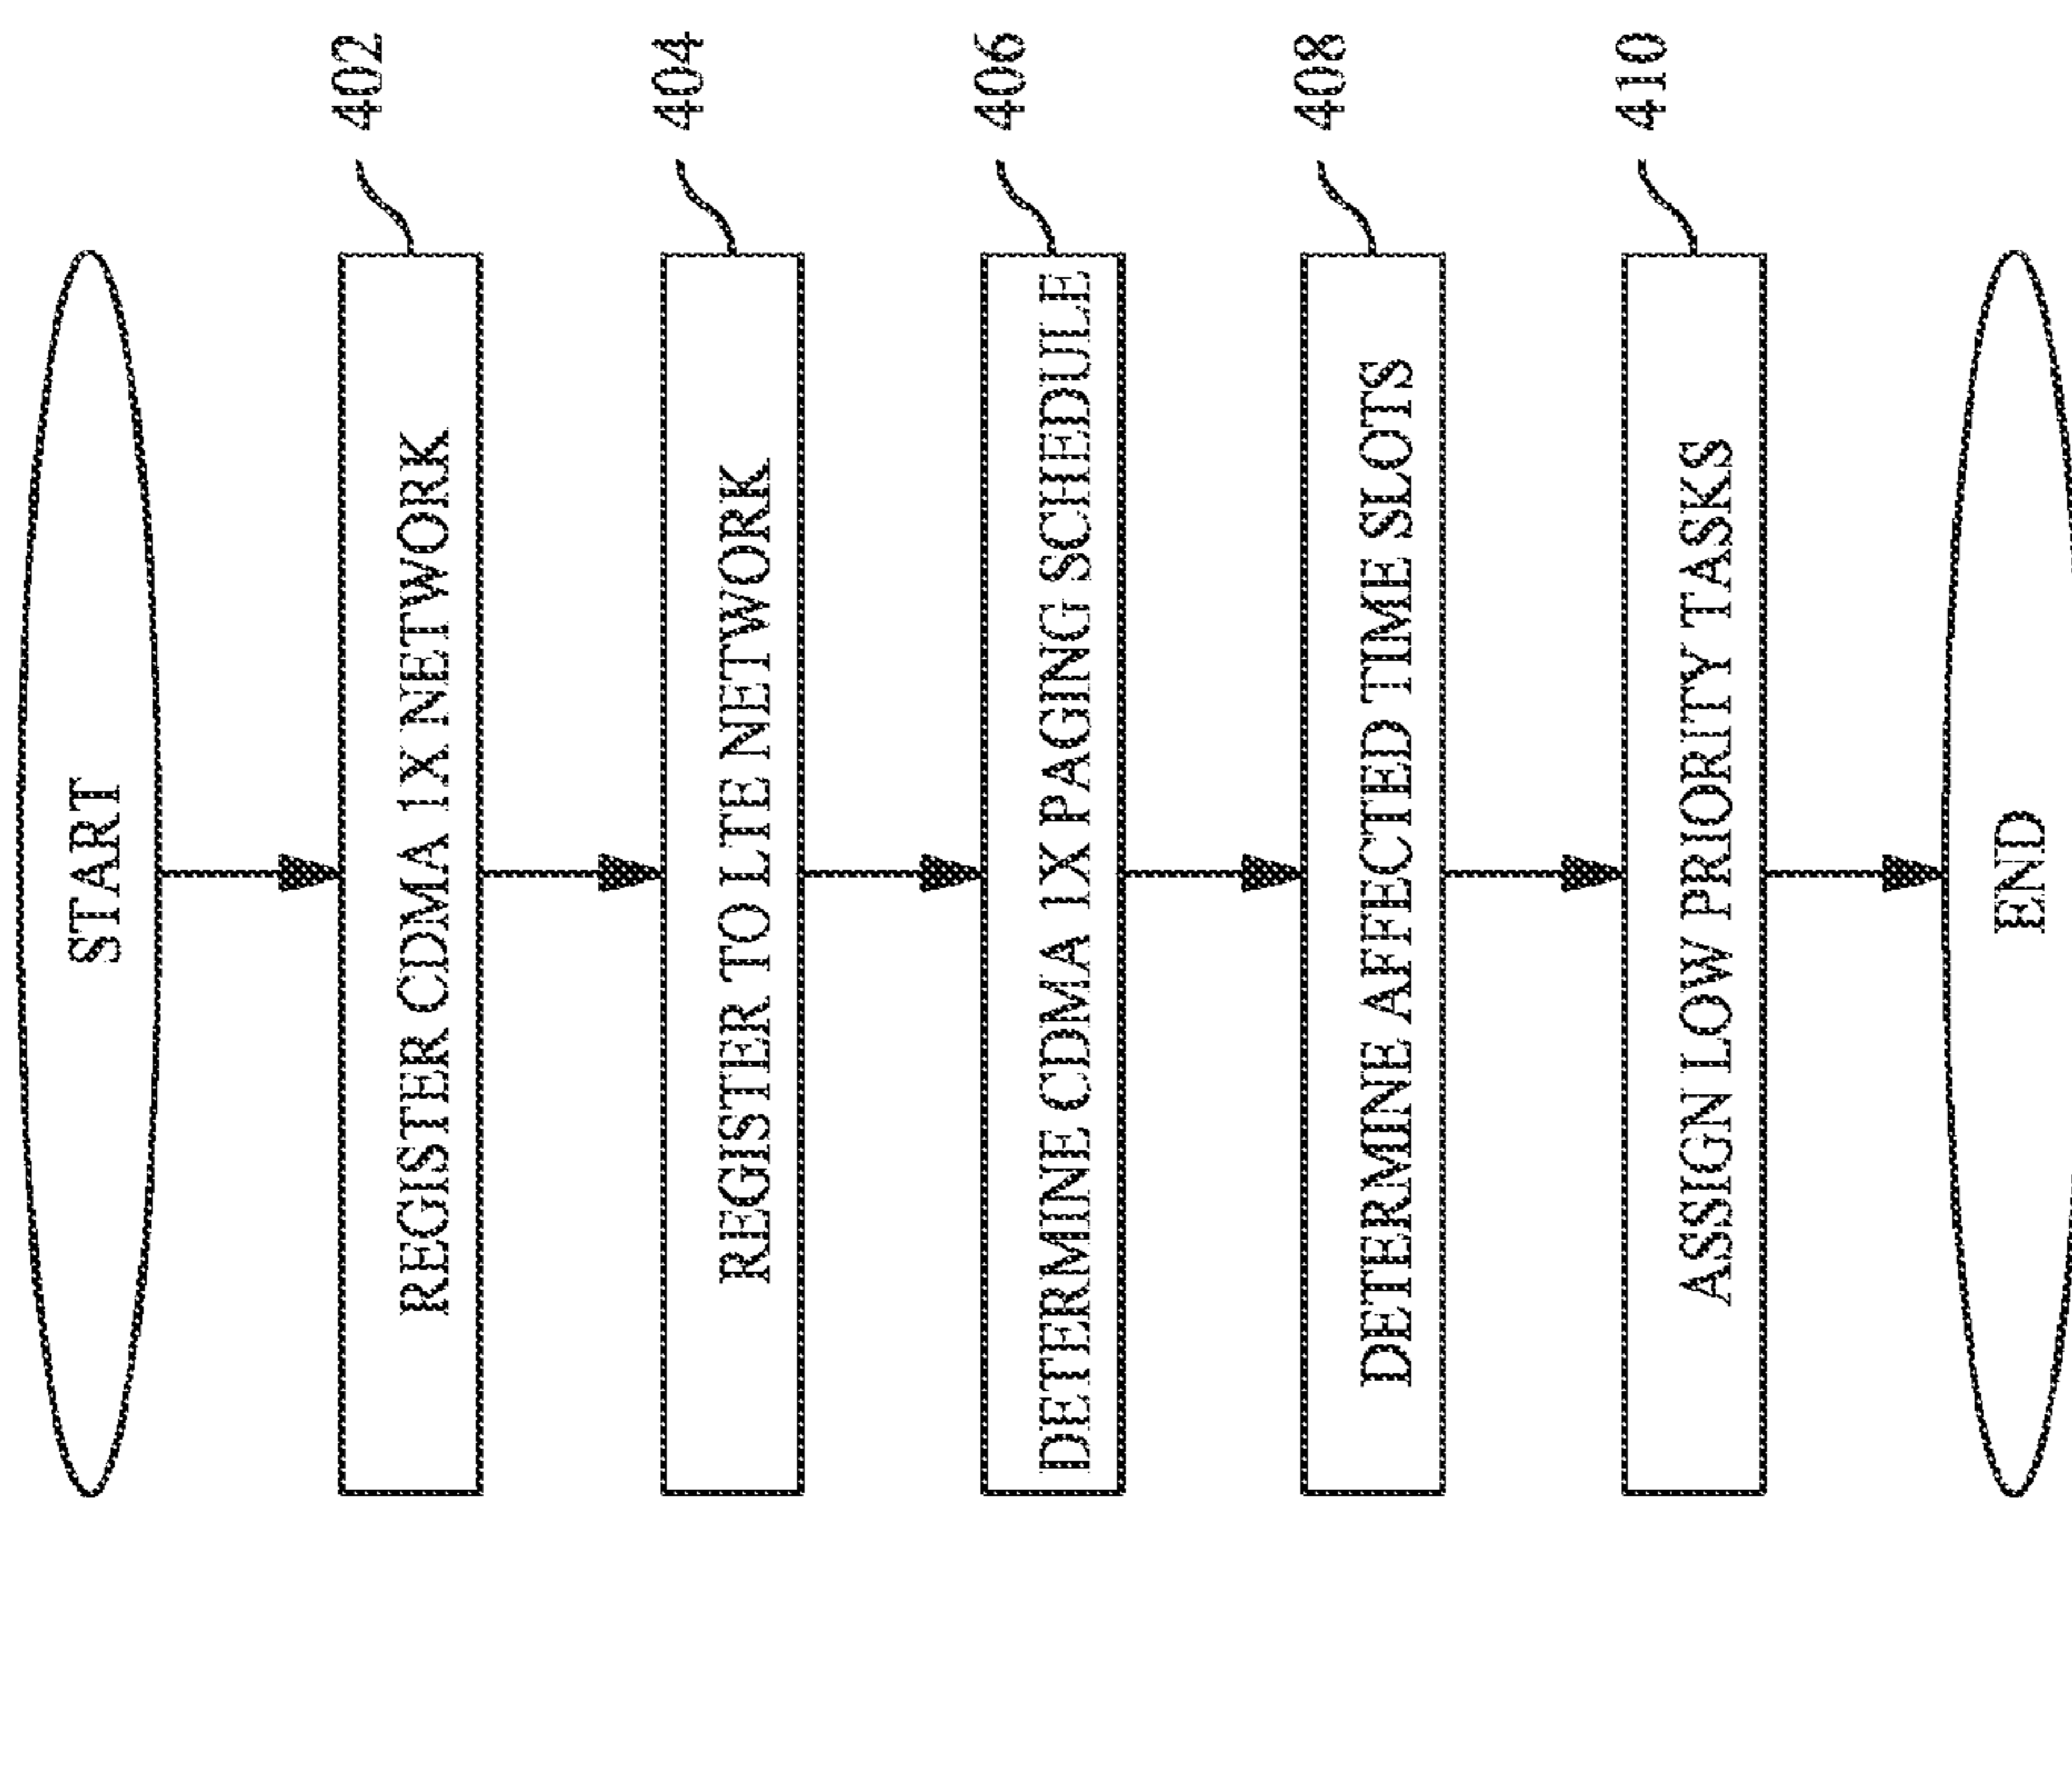 START
REGISTER CDMA 1X NETWORK
402
REGISTER TO LTE NETWORK
404
DETERMINE CDMA 1X PAGING SCHEDULE
406
DETERMINE AFFECTED TIME SLOTS
408
ASSIGN LOW PRIORITY TASKS
410
END